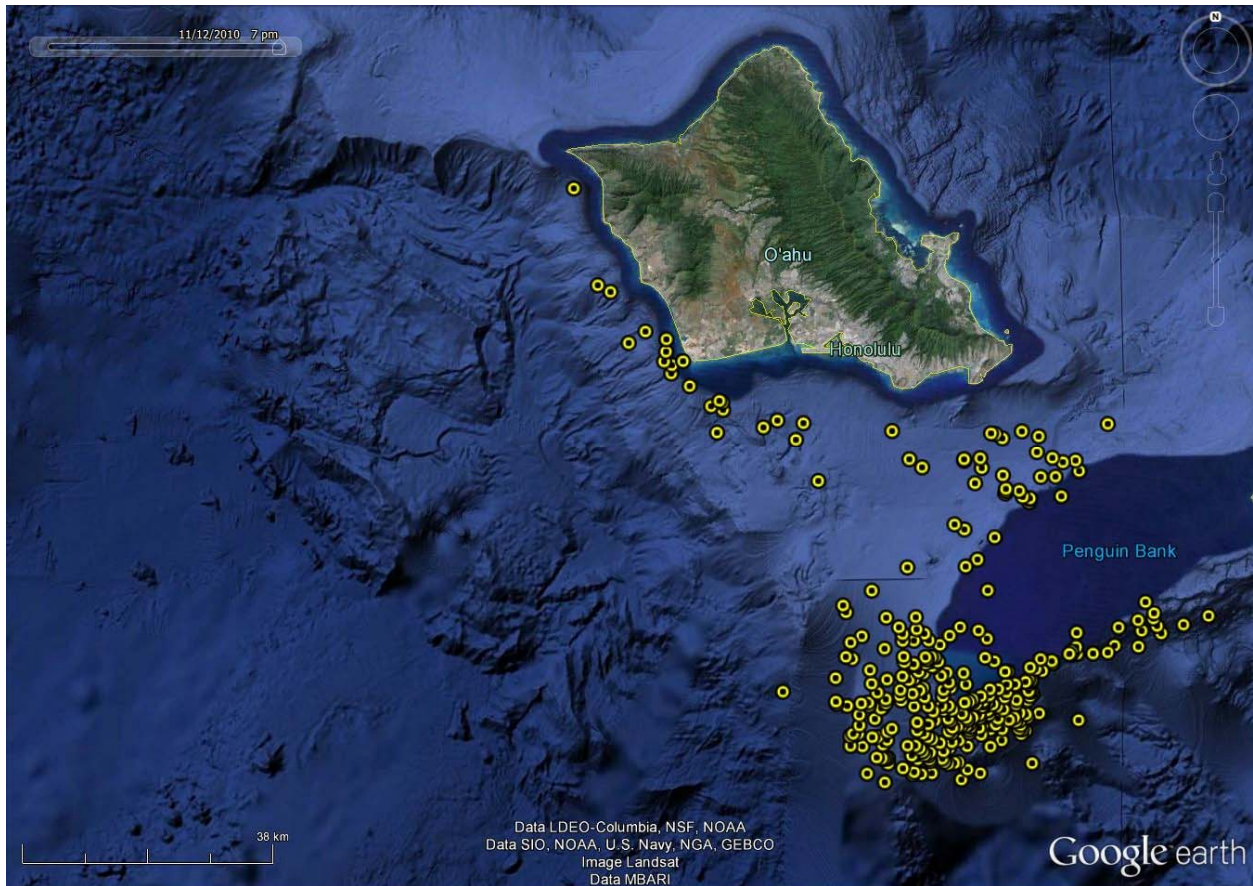 11/12/2010 7 pm
N
O'ahu
Honolulu
Penguin Bank
38 km
Data LDEO-Columbia, NSF, NOAA
Data SIO, NOAA, U.S. Navy, NGA, GEBCO
Image Landsat
Data MBARI
Google earth